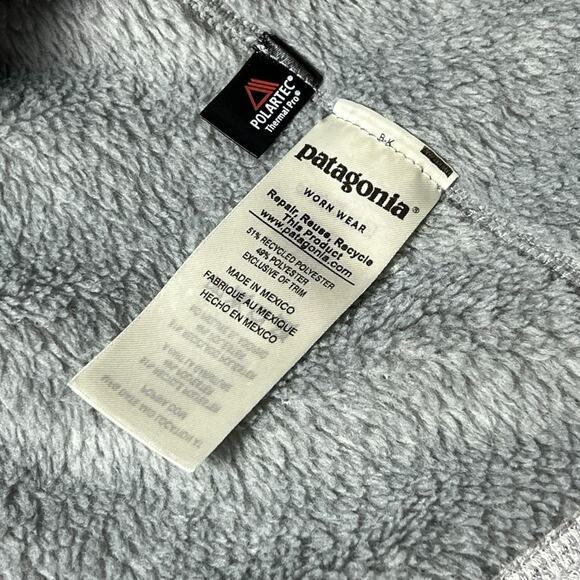 POLARTEC®
Thermal Pro®
B-K
patagonia®
WORN WEAR
Repair, Reuse, Recycle
This Product
www.patagonia.com
51% RECYCLED POLYESTER
49% POLYESTER
EXCLUSIVE OF TRIM
MADE IN MEXICO
FABRIQUÉ AU MEXIQUE
HECHO EN MEXICO